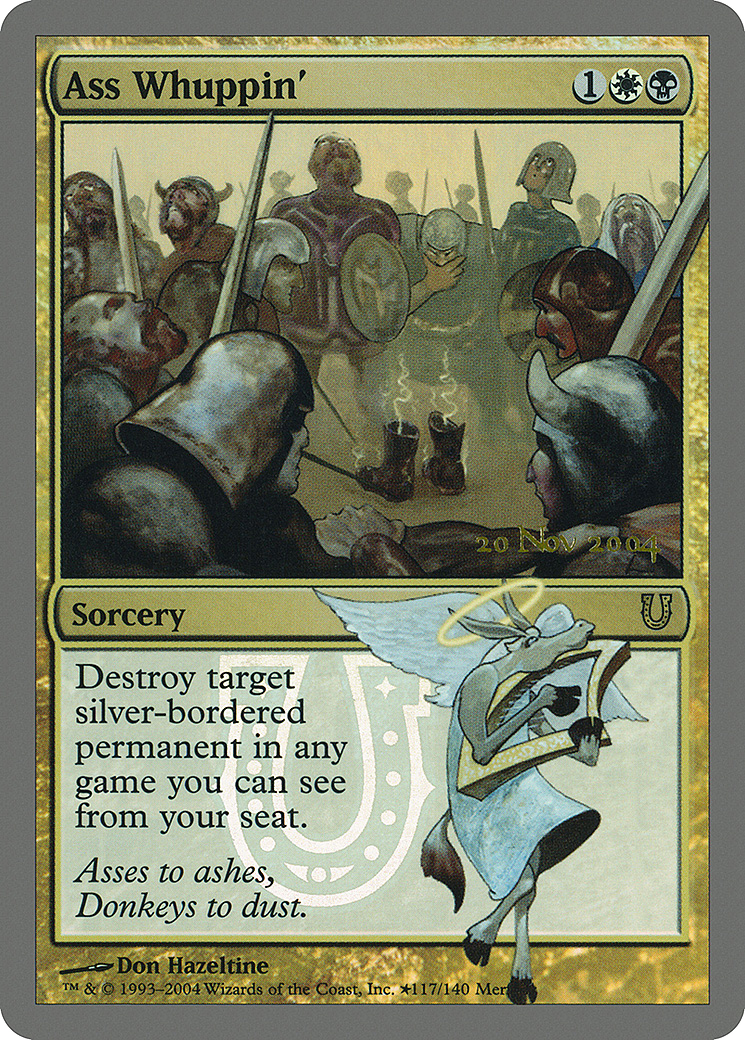 Ass Whuppin'
1
20 Nov 2004
Sorcery
Destroy target
silver-bordered
permanent in any
game you can see
from your seat.
Asses to ashes,
Donkeys to dust.
Don Hazeltine
™ & © 1993–2004 Wizards of the Coast, Inc. ★117/140